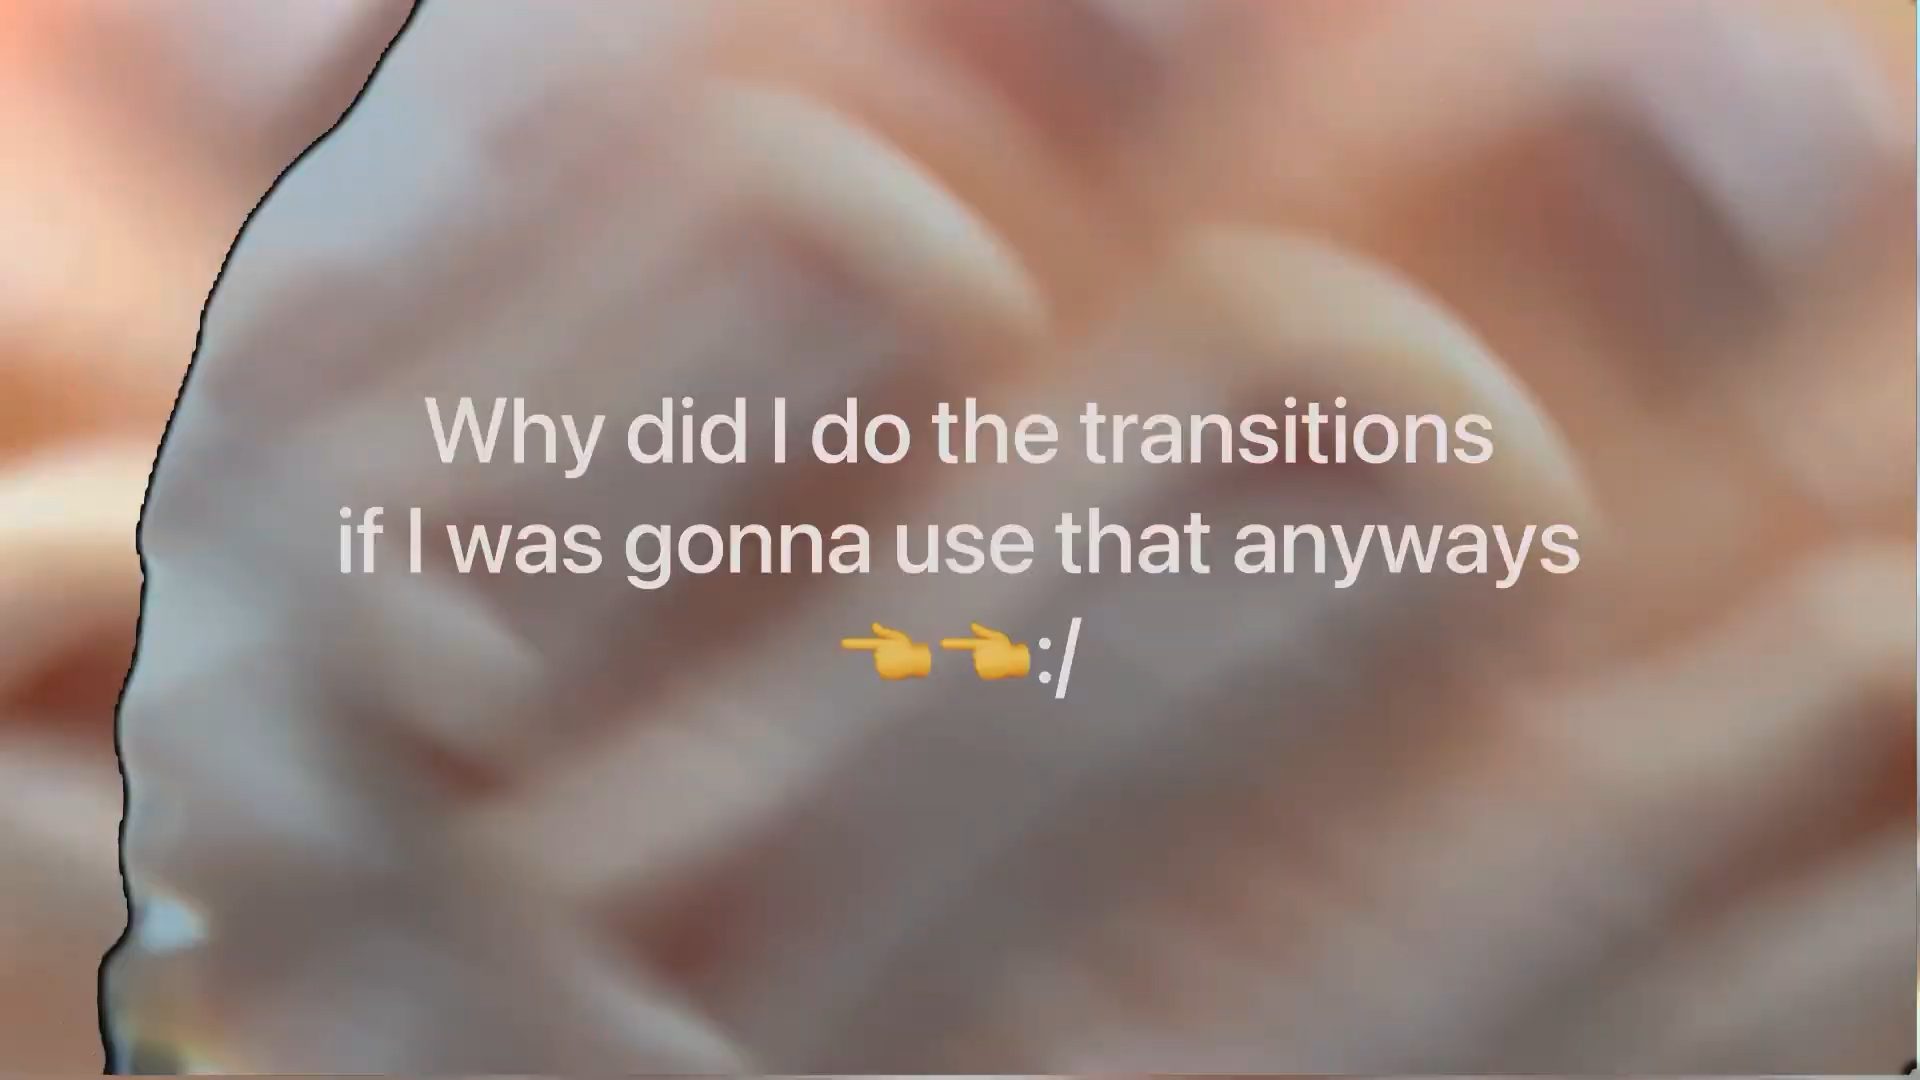 Why did I do the transitions
if I was gonna use that anyways
👈👈:/